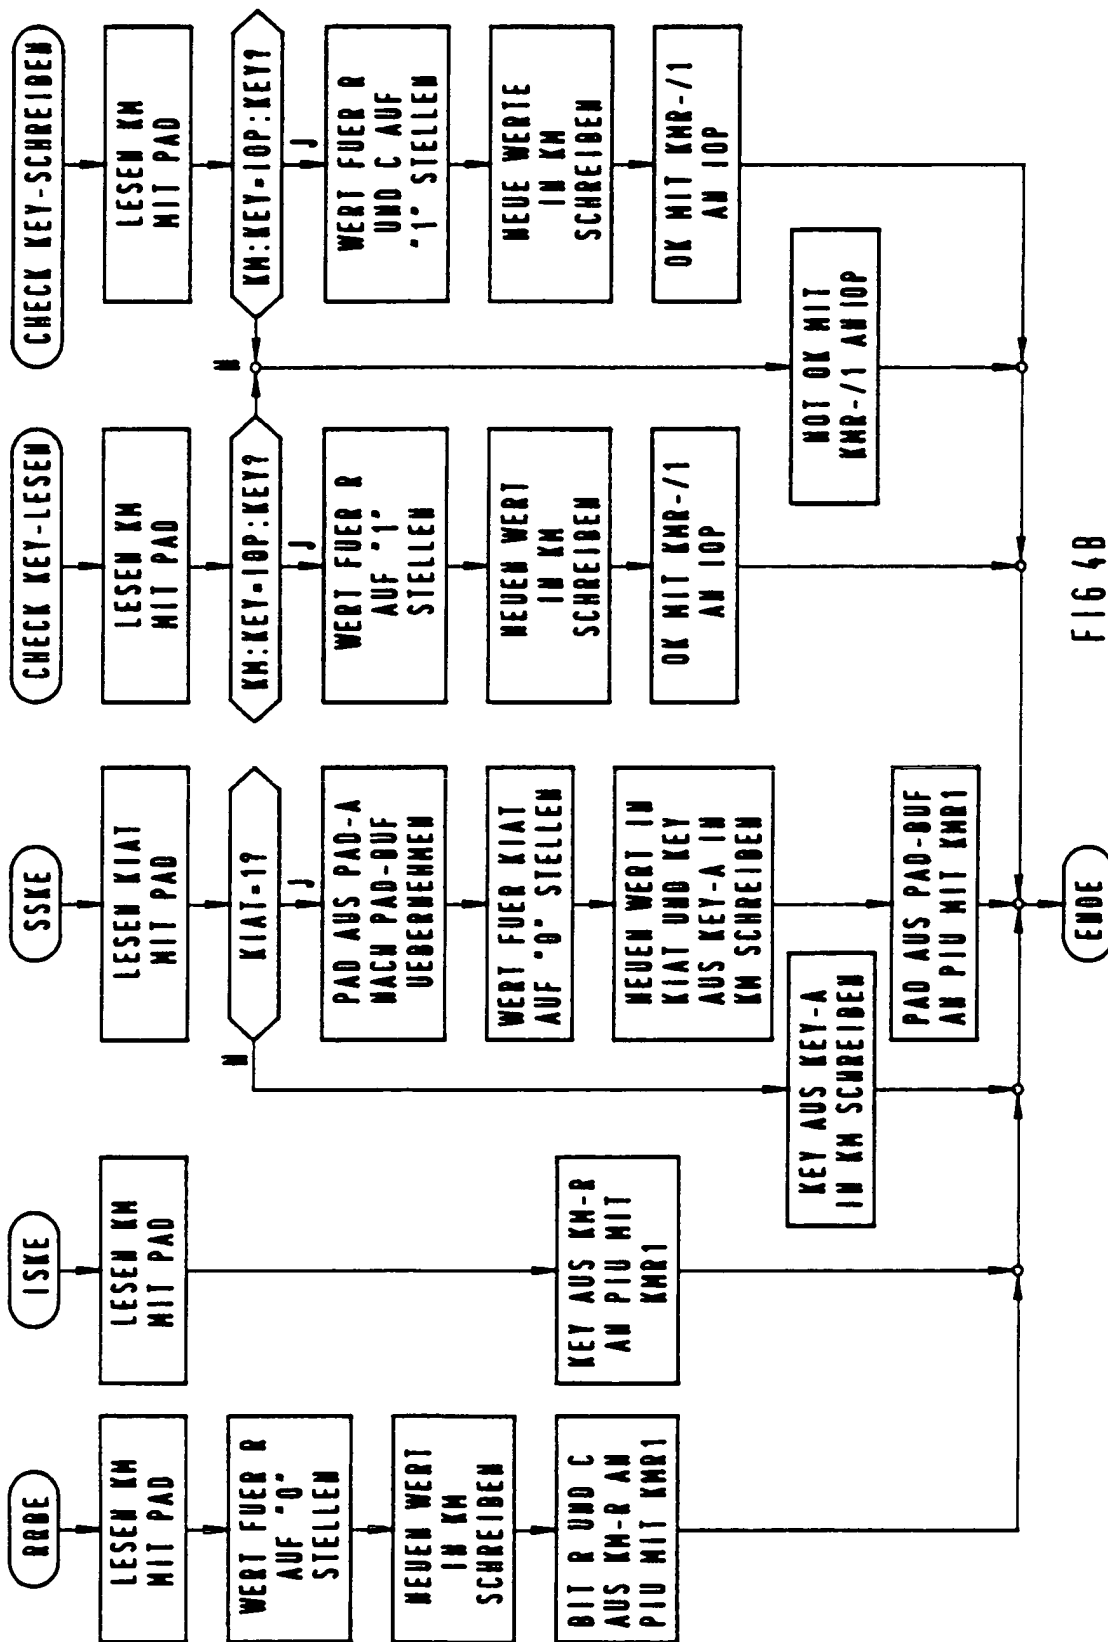 RRBE
LESEN KM
MIT PAD
WERT FUER R
AUF "0"
STELLEN
NEUEN WERT
IN KM
SCHREIBEN
BIT R UND C
AUS KM-R AN
PIU MIT KMR1
ISKE
LESEN KM
MIT PAD
KEY AUS KM-R
AN PIU MIT
KMR1
SSKE
LESEN KIAT
MIT PAD
KIAT=1?
N
J
PAD AUS PAD-A
NACH PAD-BUF
UEBERNEHMEN
WERT FUER KIAT
AUF "0" STELLEN
NEUEN WERT IN
KIAT UND KEY
AUS KEY-A IN
KM SCHREIBEN
KEY AUS KEY-A
IN KM SCHREIBEN
PAD AUS PAD-BUF
AN PIU MIT KMR1
CHECK KEY-LESEN
LESEN KM
MIT PAD
KM:KEY=IOP:KEY?
N
J
WERT FUER R
AUF "1"
STELLEN
NEUEN WERT
IN KM
SCHREIBEN
OK MIT KMR-/1
AN IOP
CHECK KEY-SCHREIBEN
LESEN KM
MIT PAD
KM:KEY=IOP:KEY?
J
WERT FUER R
UND C AUF
"1" STELLEN
NEUE WERTE
IN KM
SCHREIBEN
OK MIT KMR-/1
AN IOP
NOT OK MIT
KMR-/1 AN IOP
ENDE
FIG 4B